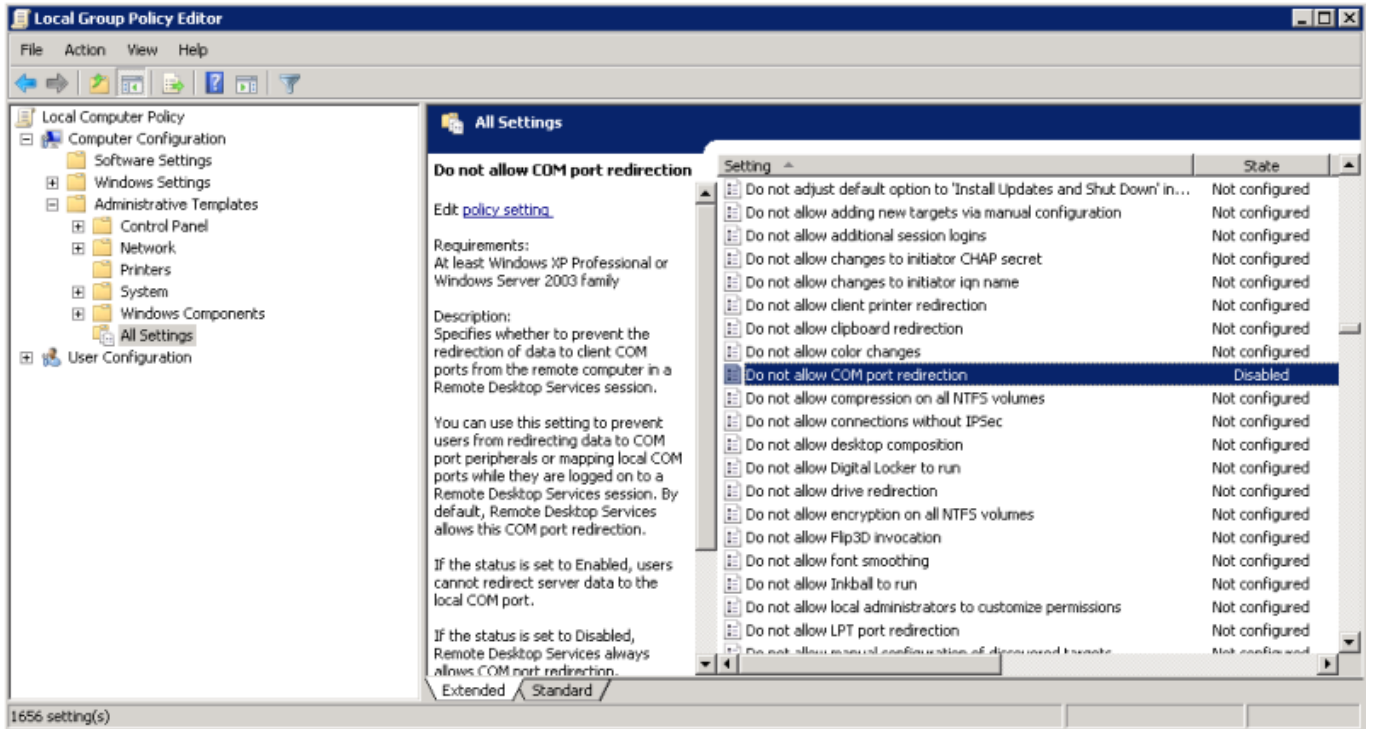 Local Group Policy Editor
File Action View Help
Local Computer Policy
Computer Configuration
Software Settings
Windows Settings
Administrative Templates
Control Panel
Network
Printers
System
Windows Components
All Settings
User Configuration
All Settings
Do not allow COM port redirection
Edit policy setting
Requirements:
At least Windows XP Professional or
Windows Server 2003 family
Description:
Specifies whether to prevent the
redirection of data to client COM
ports from the remote computer in a
Remote Desktop Services session.
You can use this setting to prevent
users from redirecting data to COM
port peripherals or mapping local COM
ports while they are logged on to a
Remote Desktop Services session. By
default, Remote Desktop Services
allows this COM port redirection.
If the status is set to Enabled, users
cannot redirect server data to the
local COM port.
If the status is set to Disabled,
Remote Desktop Services always
allows COM port redirection.
Setting State
Do not adjust default option to 'Install Updates and Shut Down' in... Not configured
Do not allow adding new targets via manual configuration Not configured
Do not allow additional session logins Not configured
Do not allow changes to initiator CHAP secret Not configured
Do not allow changes to initiator iqn name Not configured
Do not allow client printer redirection Not configured
Do not allow clipboard redirection Not configured
Do not allow color changes Not configured
Do not allow COM port redirection Disabled
Do not allow compression on all NTFS volumes Not configured
Do not allow connections without IPSec Not configured
Do not allow desktop composition Not configured
Do not allow Digital Locker to run Not configured
Do not allow drive redirection Not configured
Do not allow encryption on all NTFS volumes Not configured
Do not allow Flip3D invocation Not configured
Do not allow font smoothing Not configured
Do not allow Inkball to run Not configured
Do not allow local administrators to customize permissions Not configured
Do not allow LPT port redirection Not configured
Do not allow manual configuration of discovered targets Not configured
Extended Standard
1656 setting(s)